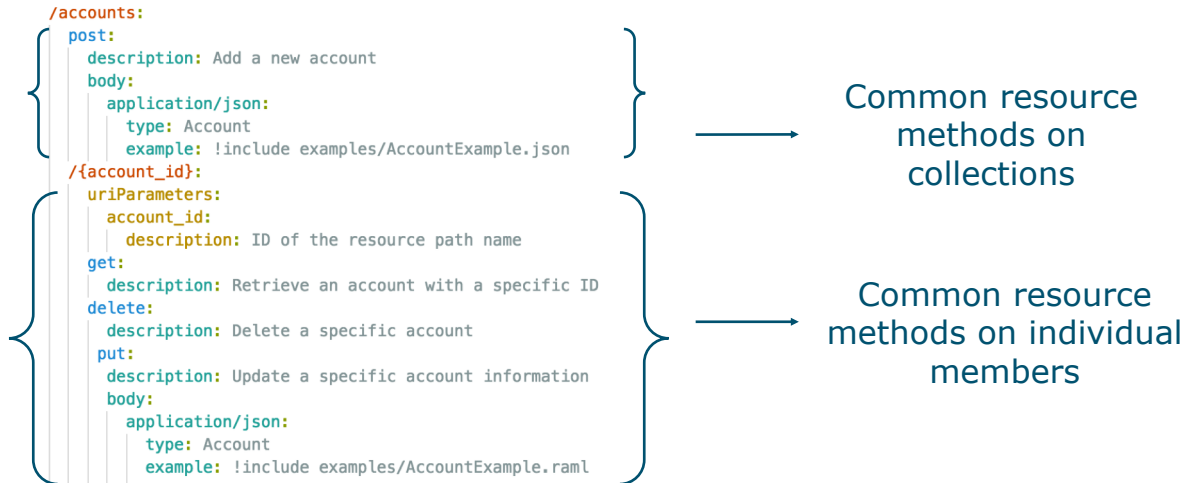 /accounts:
post:
description: Add a new account
body:
application/json:
type: Account
example: !include examples/AccountExample.json
/{account_id}:
uriParameters:
account_id:
description: ID of the resource path name
get:
description: Retrieve an account with a specific ID
delete:
description: Delete a specific account
put:
description: Update a specific account information
body:
application/json:
type: Account
example: !include examples/AccountExample.raml
Common resource
methods on
collections
Common resource
methods on individual
members